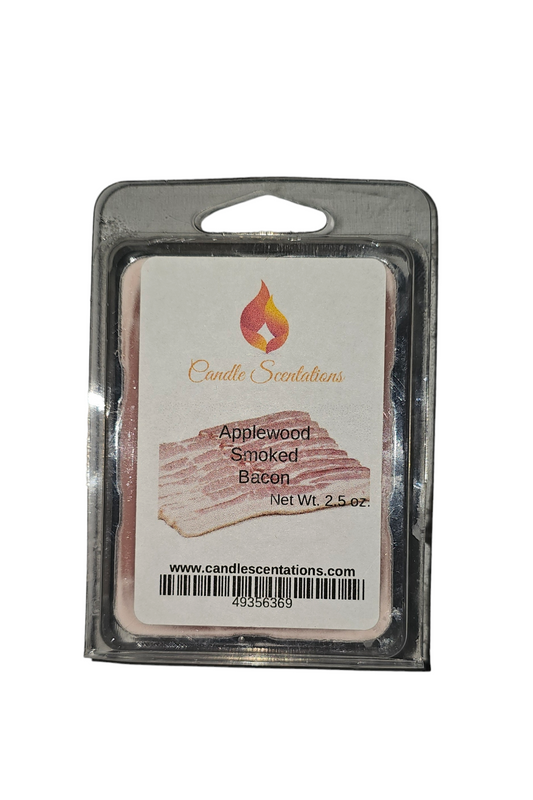 Candle Scentations
Applewood
Smoked
Bacon
Net Wt. 2.5 oz.
www.candlescentations.com
49356369